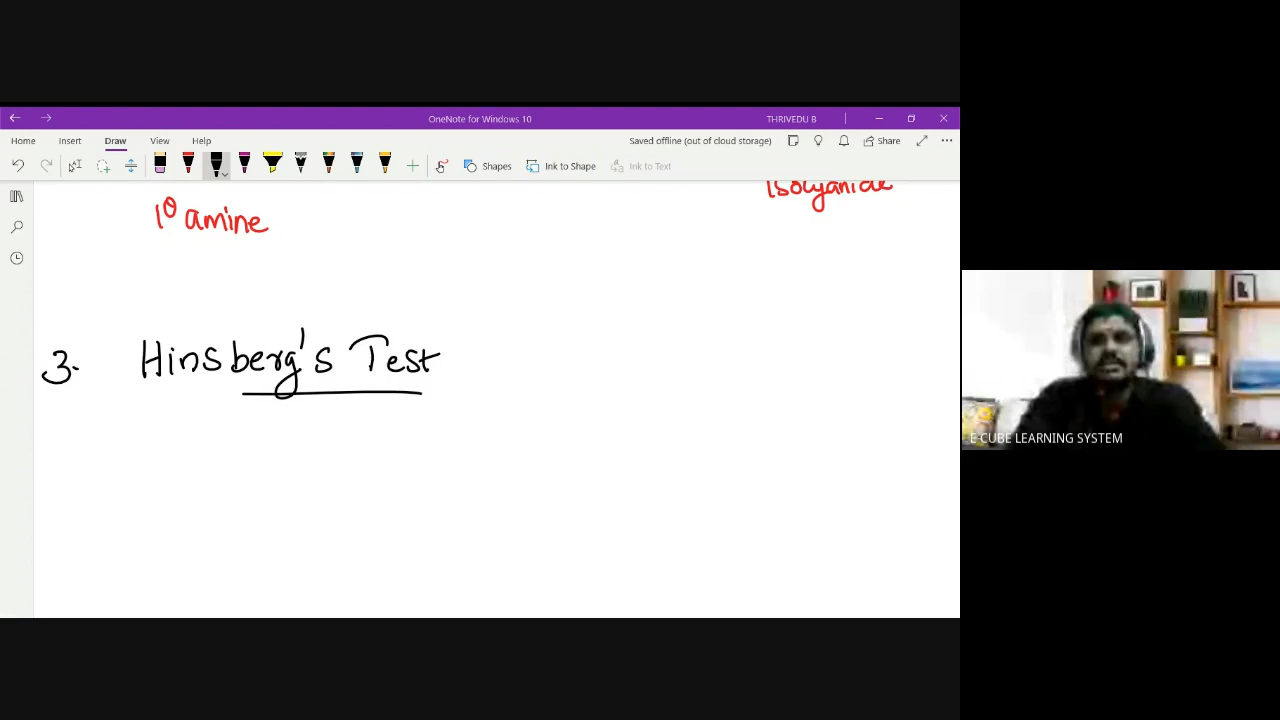 OneNote for Windows 10
THRIVEDU B
Home Insert Draw View Help
Saved offline (out of cloud storage)
Share
Shapes
Ink to Shape
Ink to Text
Isocyanide
1° amine
3. Hinsberg's Test
E CUBE LEARNING SYSTEM